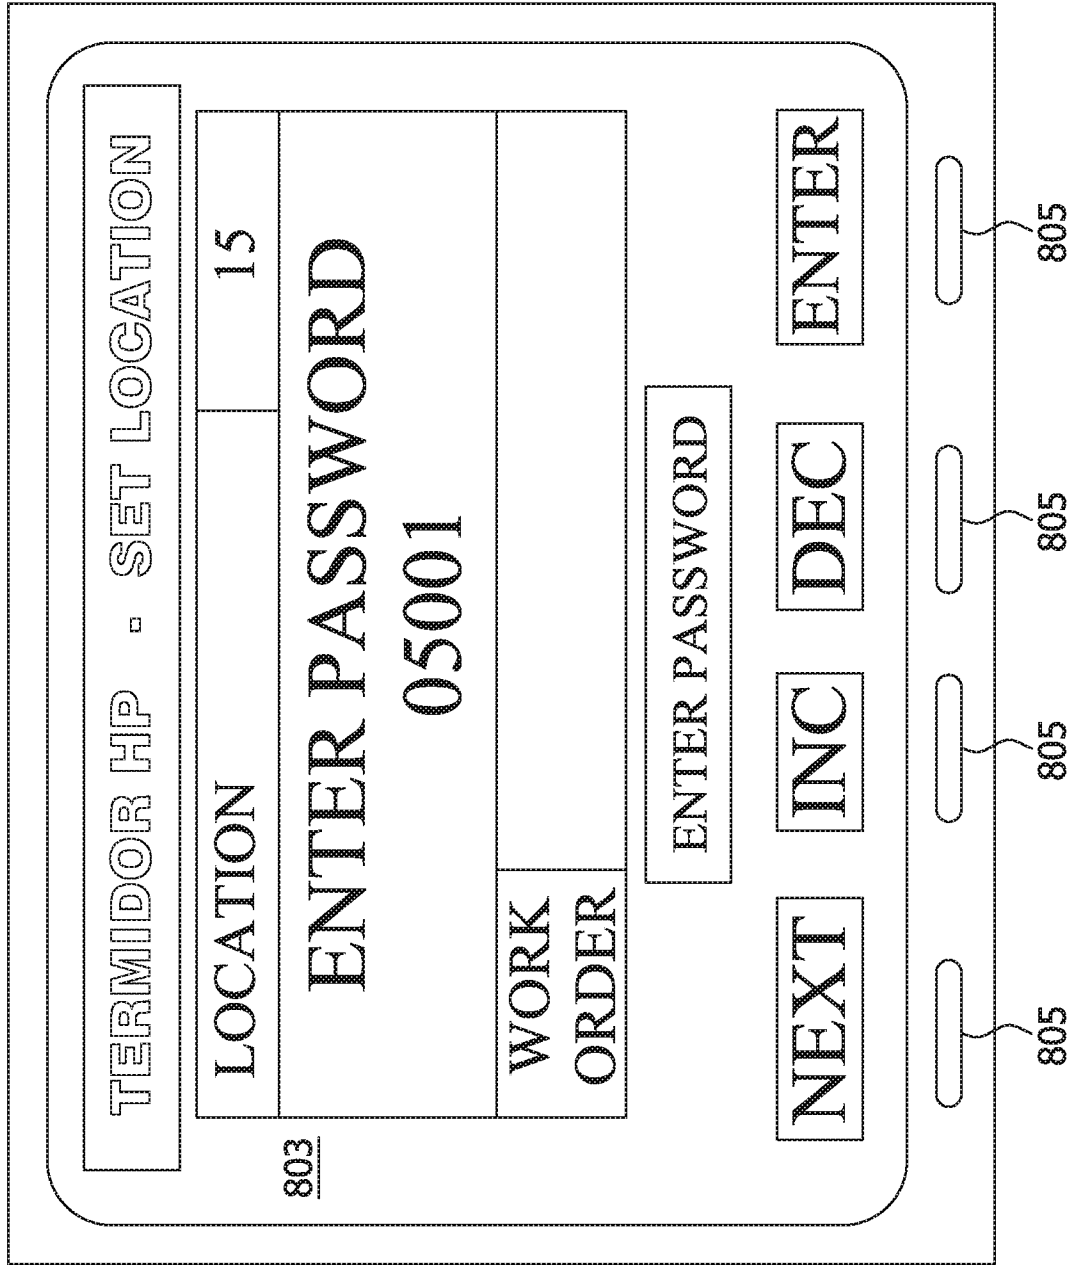 TERMIDOR HP - SET LOCATION
LOCATION 15
ENTER PASSWORD
05001
WORK
ORDER
ENTER PASSWORD
NEXT INC DEC ENTER
803
805 805 805 805